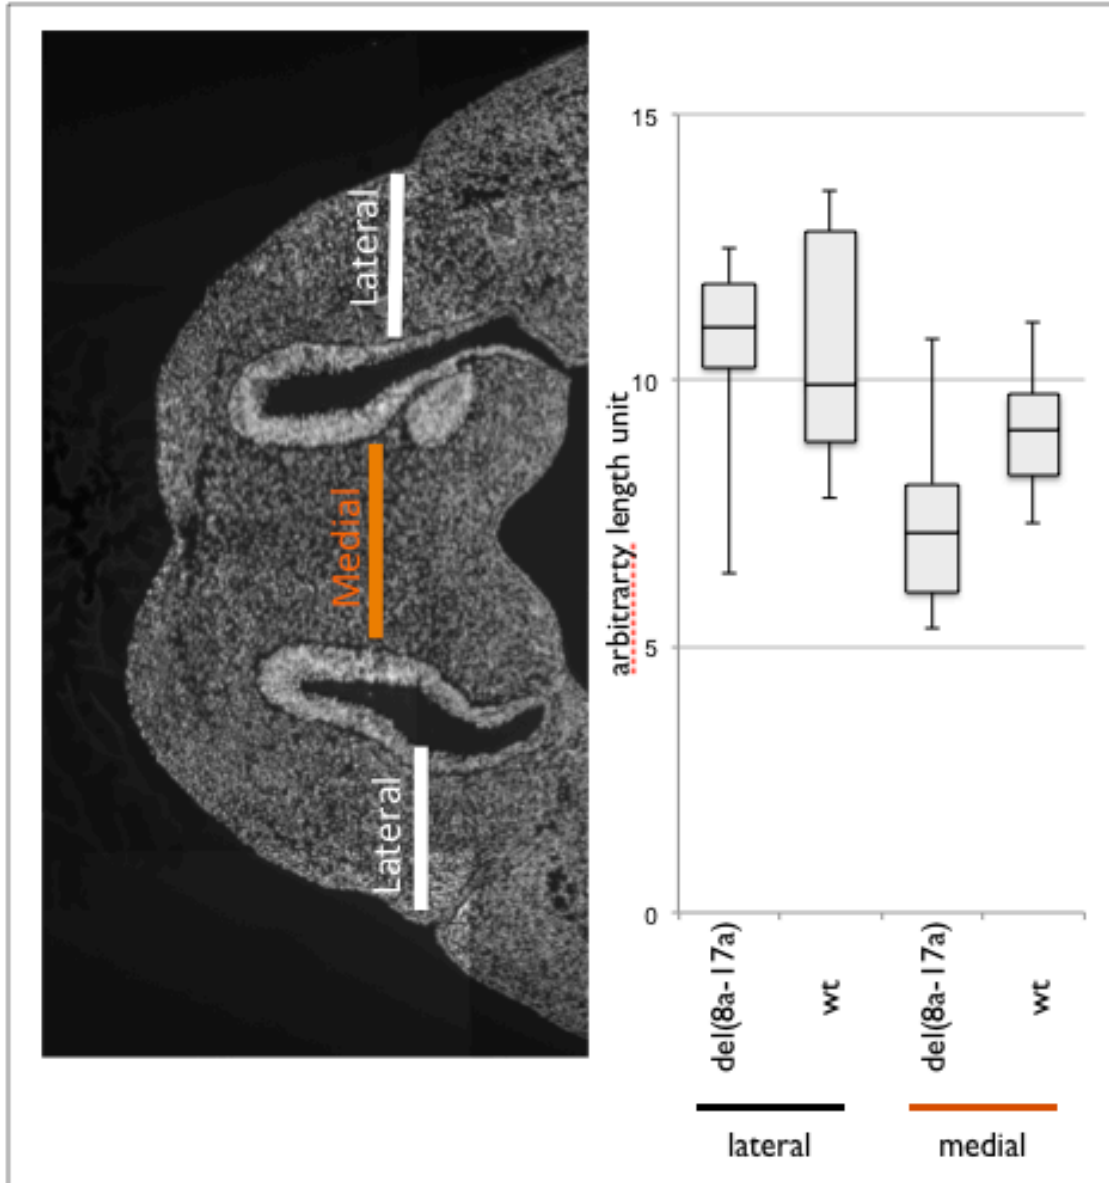 Lateral
Medial
Lateral
arbitrarty length unit
15
10
5
0
del(8a-17a)
wt
del(8a-17a)
wt
lateral
medial